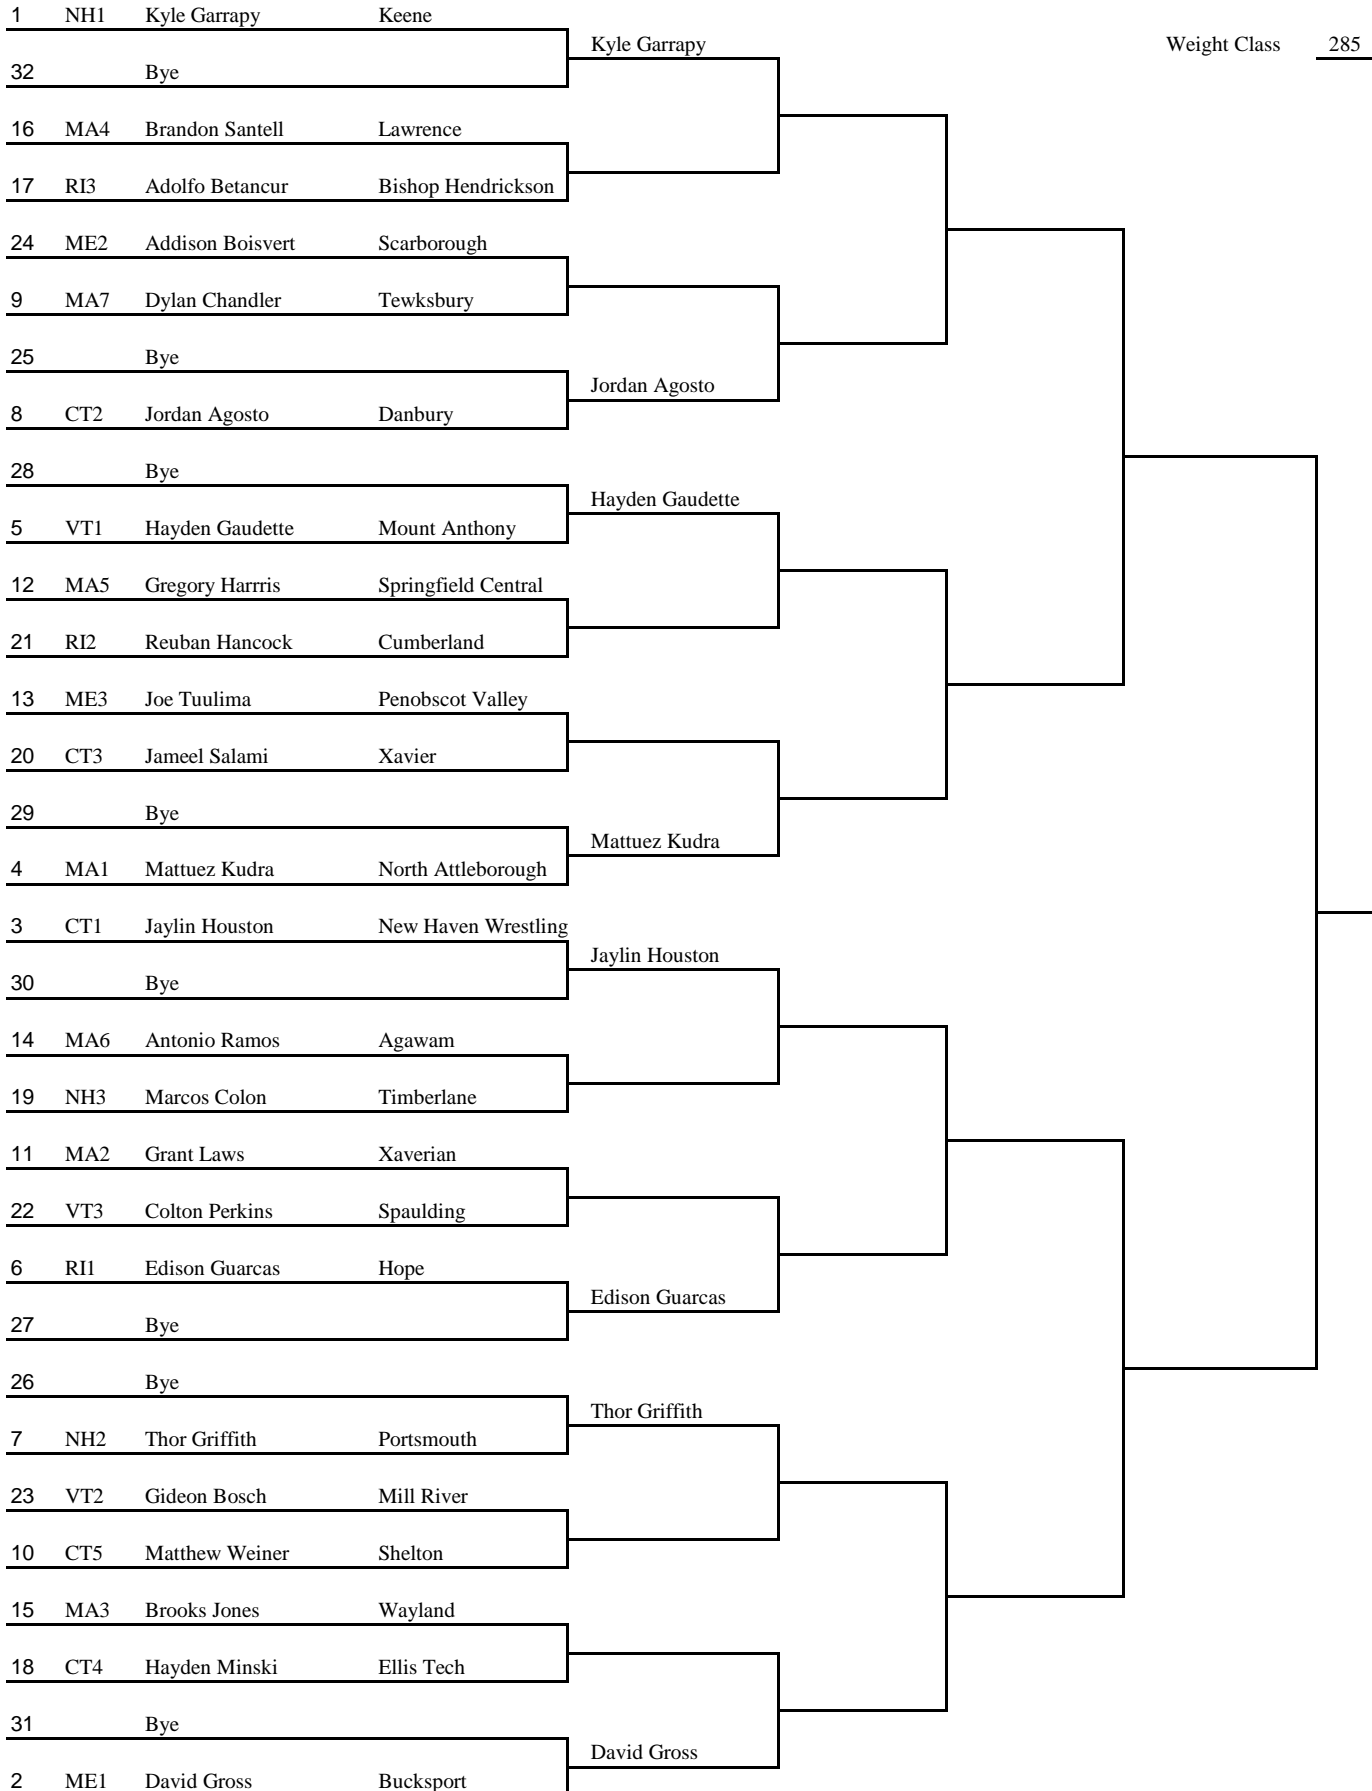 1 NH1 Kyle Garrapy Keene
Kyle Garrapy Weight Class 285
32 Bye
16 MA4 Brandon Santell Lawrence
17 RI3 Adolfo Betancur Bishop Hendrickson
24 ME2 Addison Boisvert Scarborough
9 MA7 Dylan Chandler Tewksbury
25 Bye
Jordan Agosto
8 CT2 Jordan Agosto Danbury
28 Bye
Hayden Gaudette
5 VT1 Hayden Gaudette Mount Anthony
12 MA5 Gregory Harrris Springfield Central
21 RI2 Reuban Hancock Cumberland
13 ME3 Joe Tuulima Penobscot Valley
20 CT3 Jameel Salami Xavier
29 Bye
Mattuez Kudra
4 MA1 Mattuez Kudra North Attleborough
3 CT1 Jaylin Houston New Haven Wrestling
Jaylin Houston
30 Bye
14 MA6 Antonio Ramos Agawam
19 NH3 Marcos Colon Timberlane
11 MA2 Grant Laws Xaverian
22 VT3 Colton Perkins Spaulding
6 RI1 Edison Guarcas Hope
Edison Guarcas
27 Bye
26 Bye
Thor Griffith
7 NH2 Thor Griffith Portsmouth
23 VT2 Gideon Bosch Mill River
10 CT5 Matthew Weiner Shelton
15 MA3 Brooks Jones Wayland
18 CT4 Hayden Minski Ellis Tech
31 Bye
David Gross
2 ME1 David Gross Bucksport